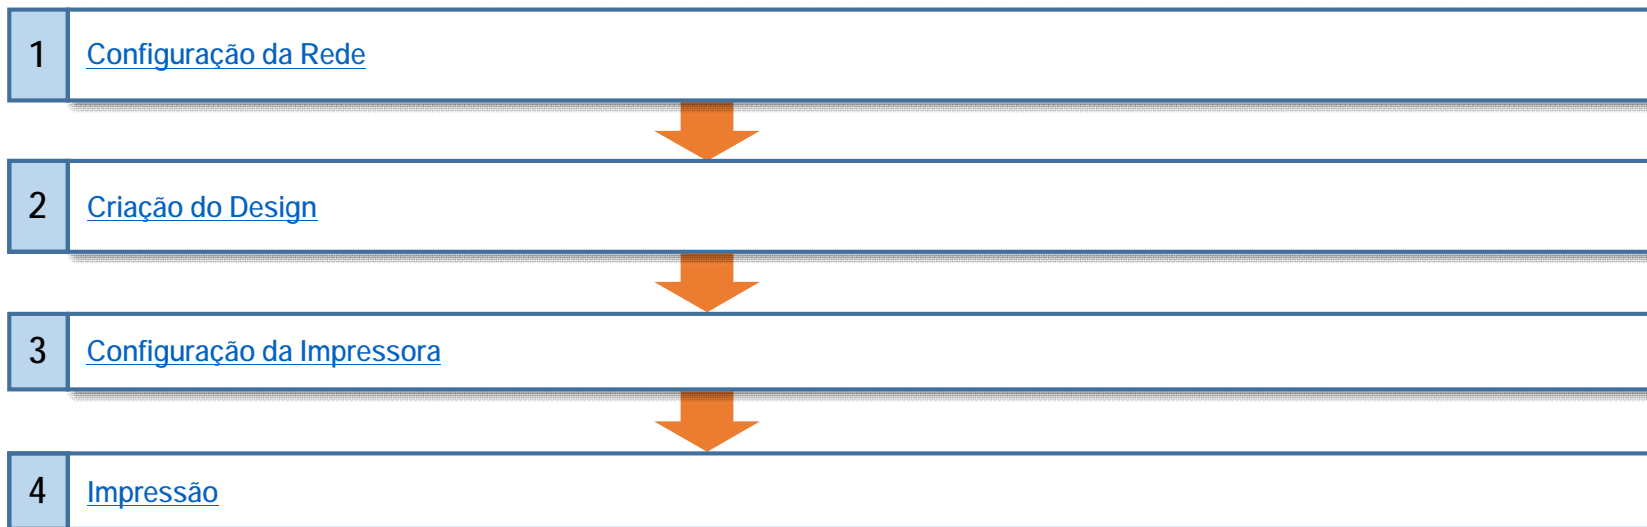 1 Configuração da Rede
2 Criação do Design
3 Configuração da Impressora
4 Impressão